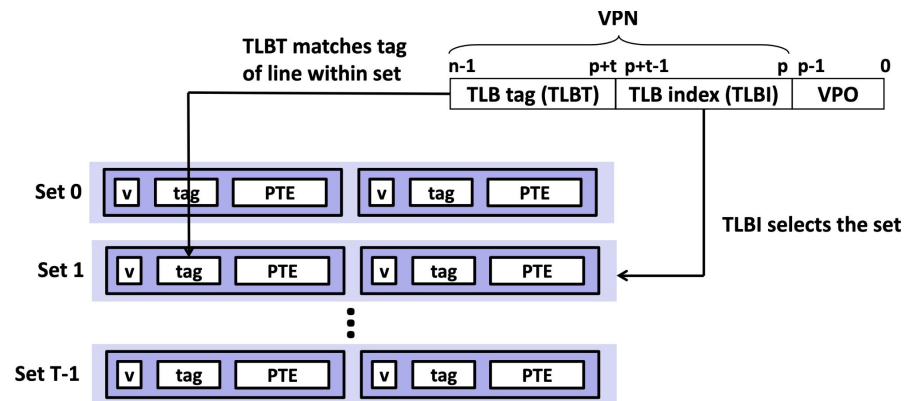 VPN
TLBT matches tag
of line within set
n-1 p+t p+t-1 p p-1 0
TLB tag (TLBT) TLB index (TLBI) VPO
Set 0 v tag PTE v tag PTE
TLBI selects the set
Set 1 v tag PTE v tag PTE
Set T-1 v tag PTE v tag PTE